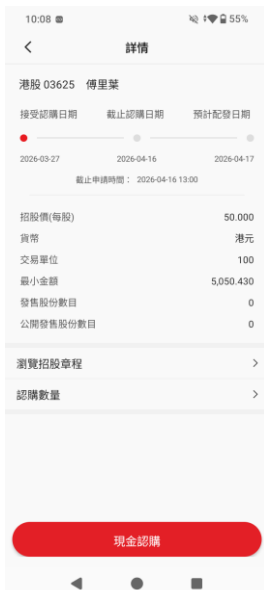 10:08 55%
詳情
港股 03625 傅里葉
接受認購日期 截止認購日期 預計配發日期
2026-03-27 2026-04-16 2026-04-17
截止申請時間： 2026-04-16 13:00
招股價(每股) 50.000
貨幣 港元
交易單位 100
最小金額 5,050.430
發售股份數目 0
公開發售股份數目 0
瀏覽招股章程
認購數量
現金認購